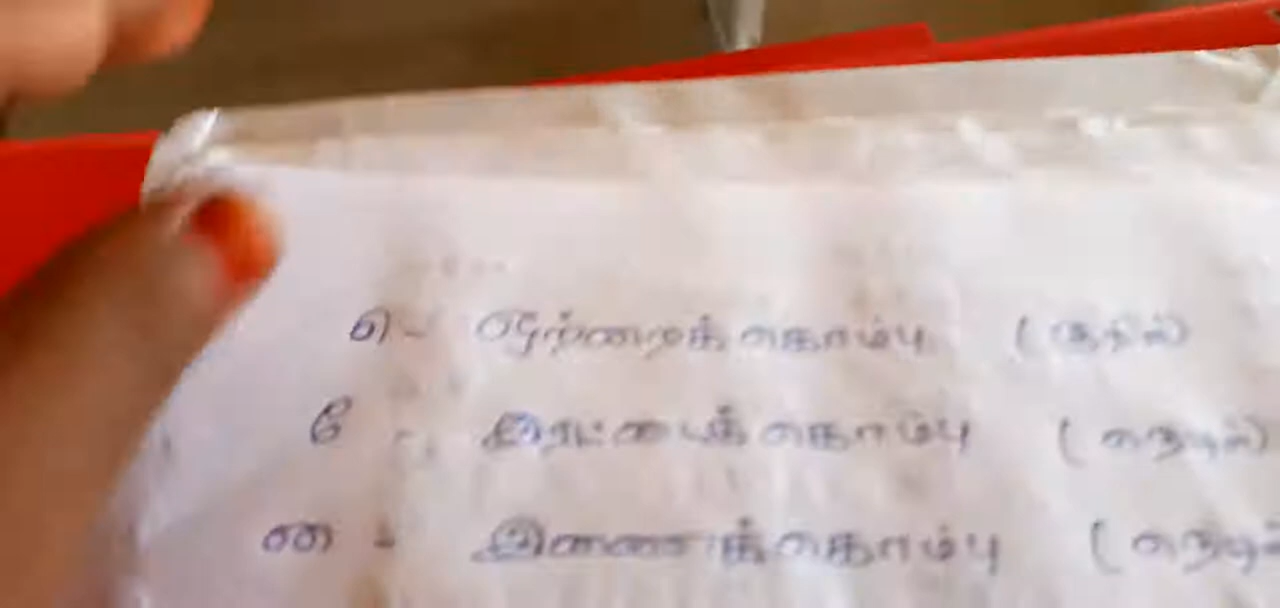 ெ - ஒற்றைக்கொம்பு (குறில்)
ே - இரட்டைக்கொம்பு (நெடில்)
ை - இணைக்கொம்பு (நெடில்